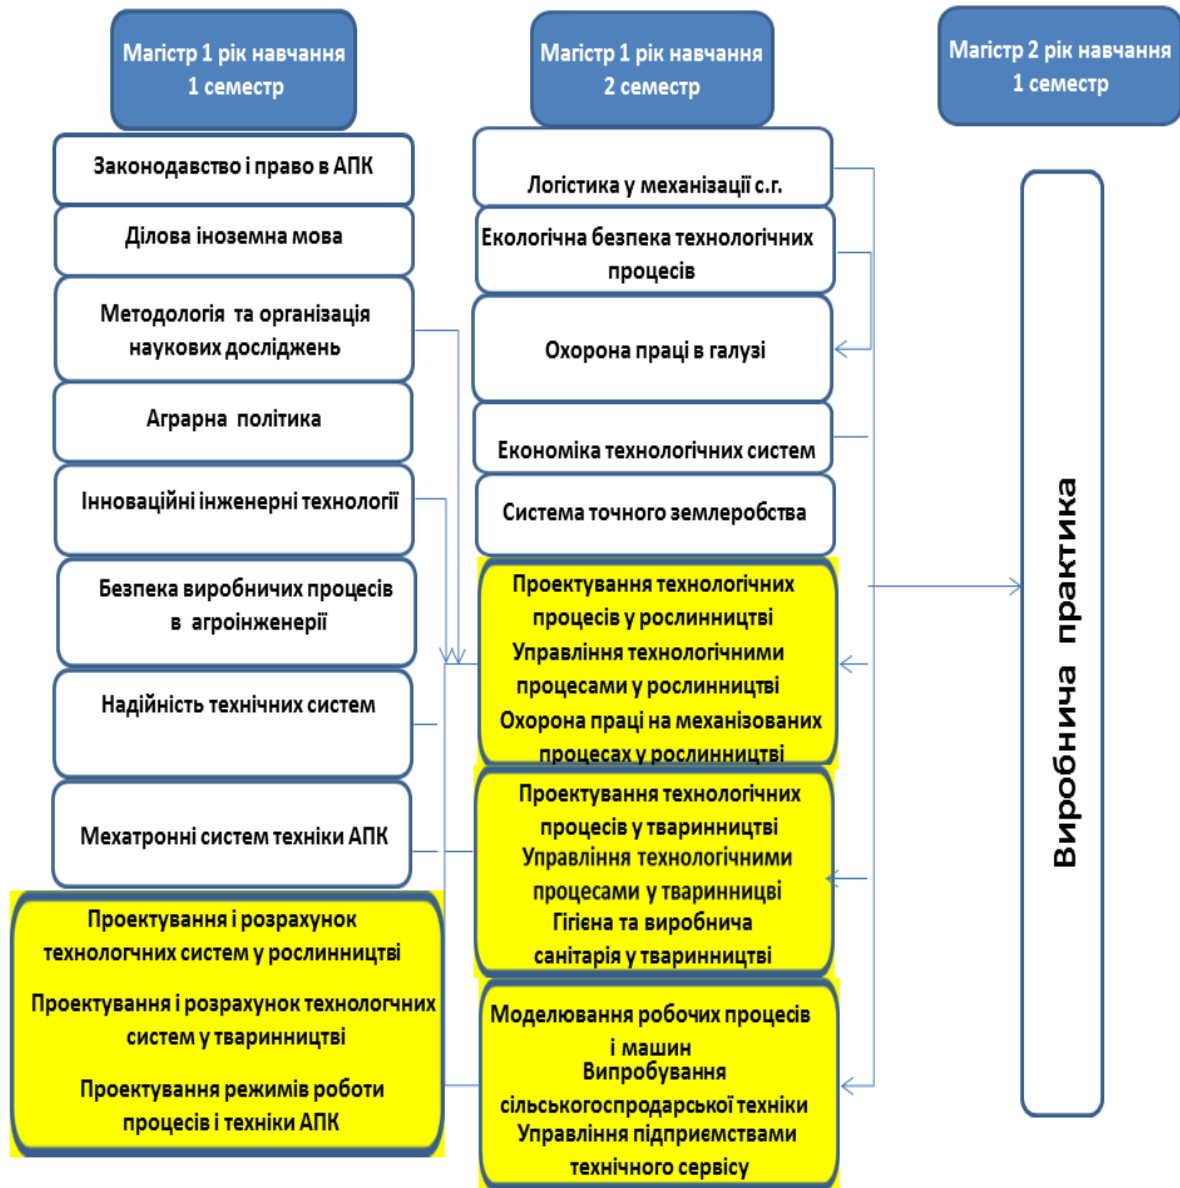 Магістр 1 рік навчання
1 семестр
Законодавство і право в АПК
Ділова іноземна мова
Методологія та організація
наукових досліджень
Аграрна політика
Інноваційні інженерні технології
Безпека виробничих процесів
в агроінженерії
Надійність технічних систем
Мехатронні систем техніки АПК
Проектування і розрахунок
технологчних систем у рослинництві
Проектування і розрахунок технологчних
систем у тваринництві
Проектування режимів роботи
процесів і техніки АПК
Магістр 1 рік навчання
2 семестр
Логістика у механізації с.г.
Екологічна безпека технологічних
процесів
Охорона праці в галузі
Економіка технологічних систем
Система точного землеробства
Проектування технологічних
процесів у рослинництві
Управління технологічними
процесами у рослинництві
Охорона праці на механізованих
процесах у рослинництві
Проектування технологічних
процесів у тваринництві
Управління технологічними
процесами у тваринницві
Гігієна та виробнича
санітарія у тваринництві
Моделювання робочих процесів
і машин
Випробування
сільськогосподарської техніки
Управління підприємствами
технічного сервісу
Магістр 2 рік навчання
1 семестр
Виробнича практика